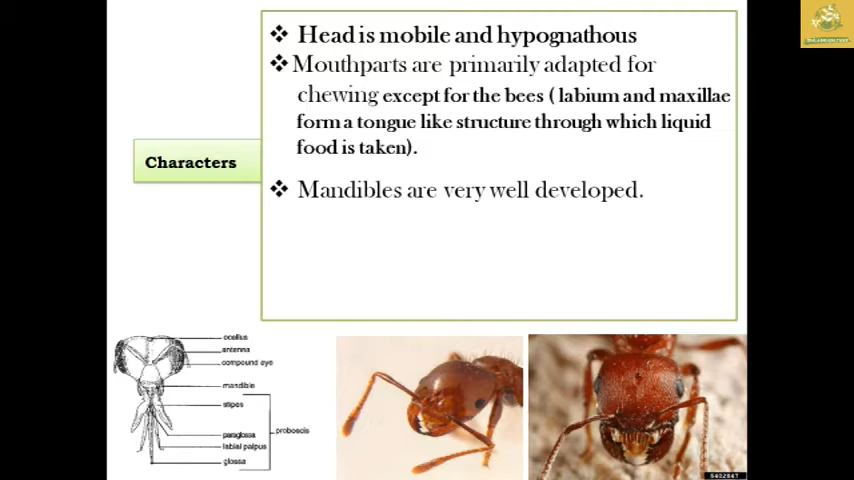 ❖ Head is mobile and hypognathous
❖ Mouthparts are primarily adapted for
chewing except for the bees ( labium and maxillae
form a tongue like structure through which liquid
food is taken).
Characters
❖ Mandibles are very well developed.
ocellus
antenna
compound eye
mandible
stipes
proboscis
paraglossa
labial palpus
glossa